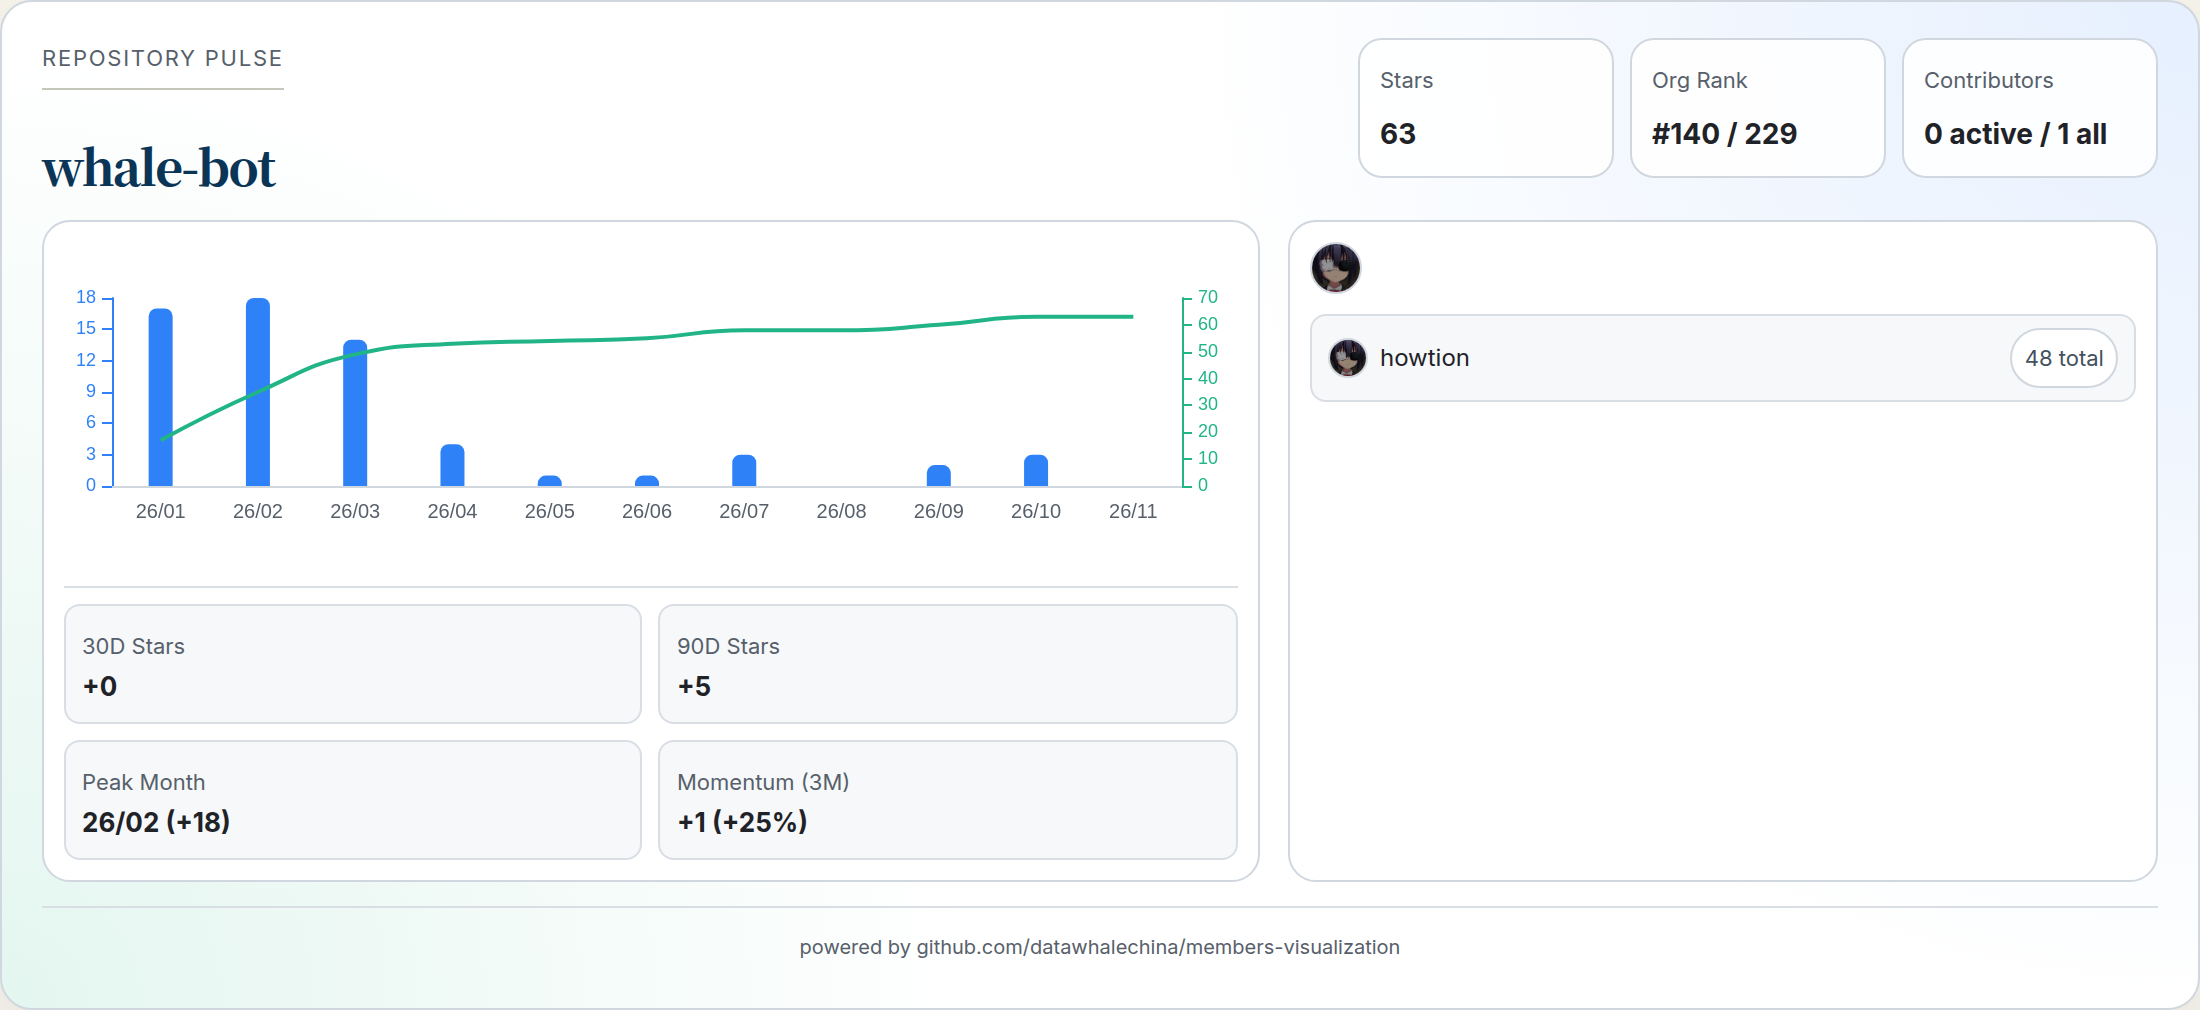 REPOSITORY PULSE
whale-bot
Stars
63
Org Rank
#140 / 229
Contributors
0 active / 1 all
18
15
12
9
6
3
0
70
60
50
40
30
20
10
0
26/01
26/02
26/03
26/04
26/05
26/06
26/07
26/08
26/09
26/10
26/11
30D Stars
+0
90D Stars
+5
Peak Month
26/02 (+18)
Momentum (3M)
+1 (+25%)
howtion
48 total
powered by github.com/datawhalechina/members-visualization